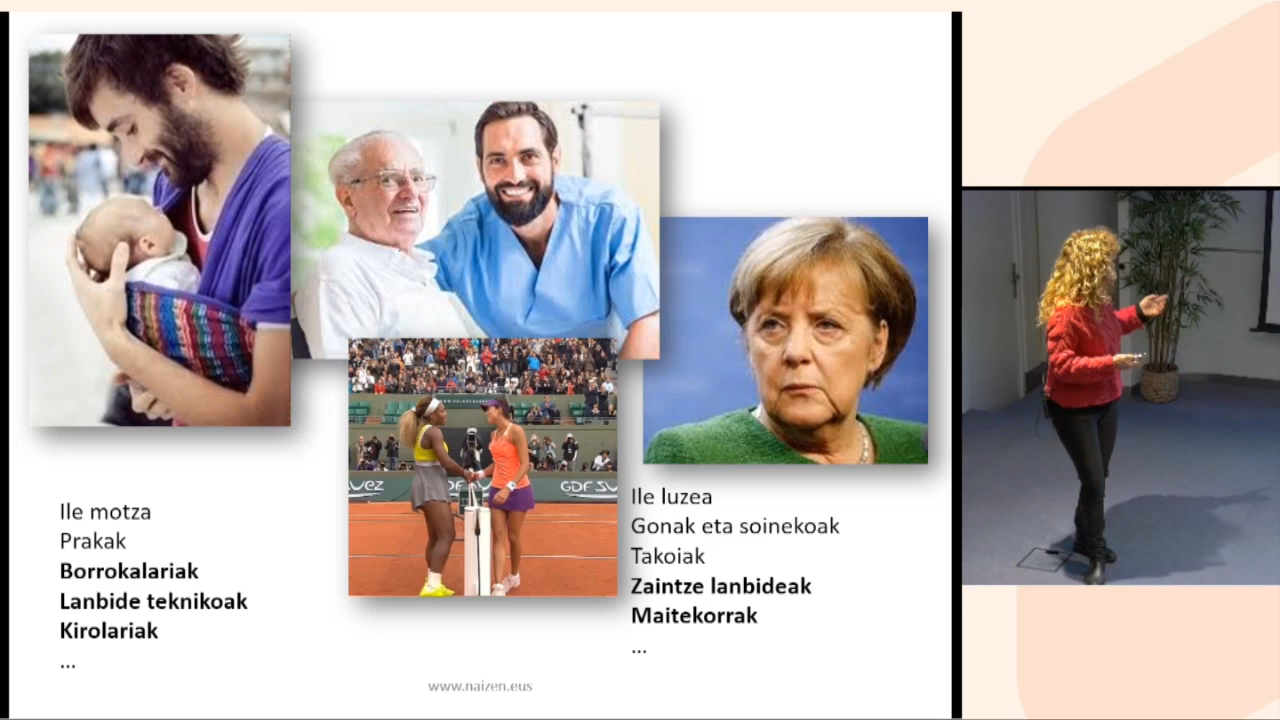 Ile motza
Prakak
Borrokalariak
Lanbide teknikoak
Kirolariak
...
Ile luzea
Gonak eta soinekoak
Takoiak
Zaintze lanbideak
Maitekorrak
...
www.naizen.eus